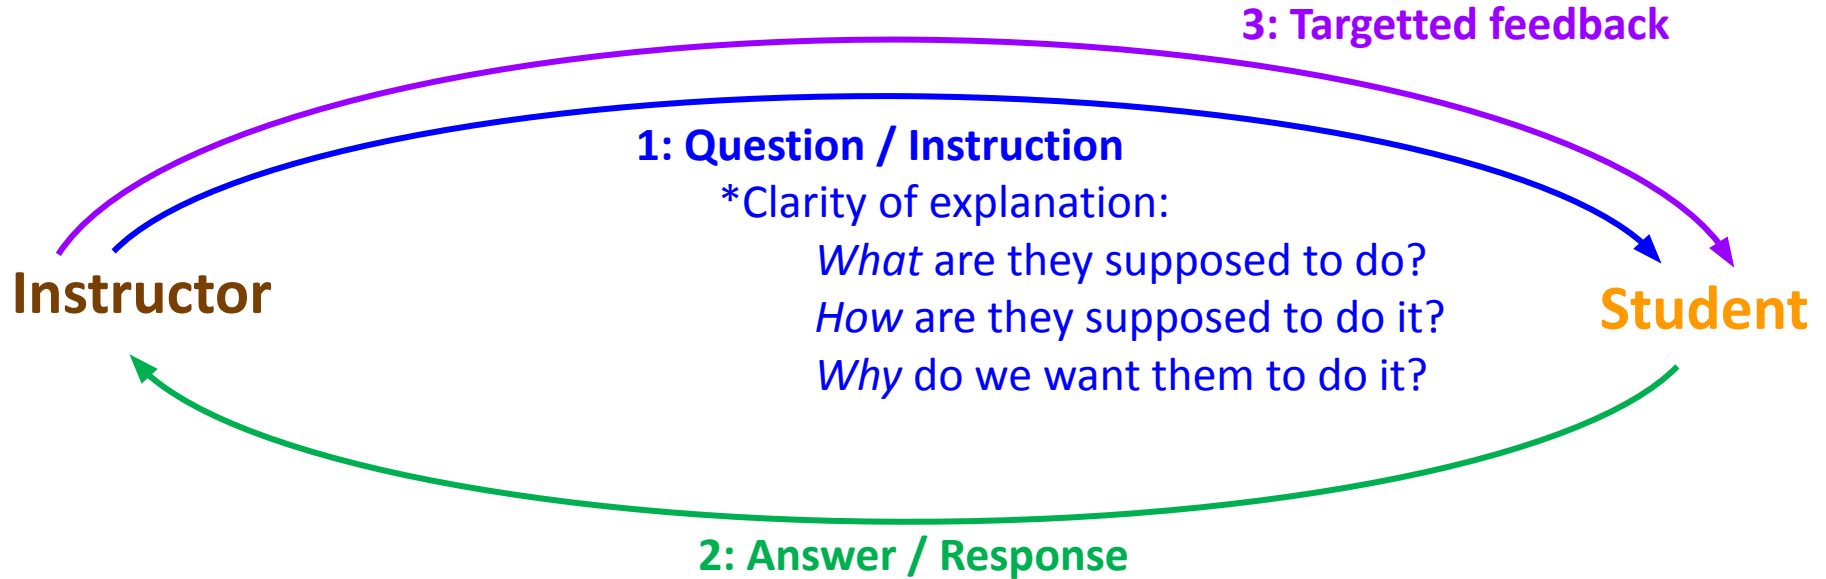 3: Targetted feedback
1: Question / Instruction
*Clarity of explanation:
What are they supposed to do?
Instructor
How are they supposed to do it?
Student
Why do we want them to do it?
2: Answer / Response